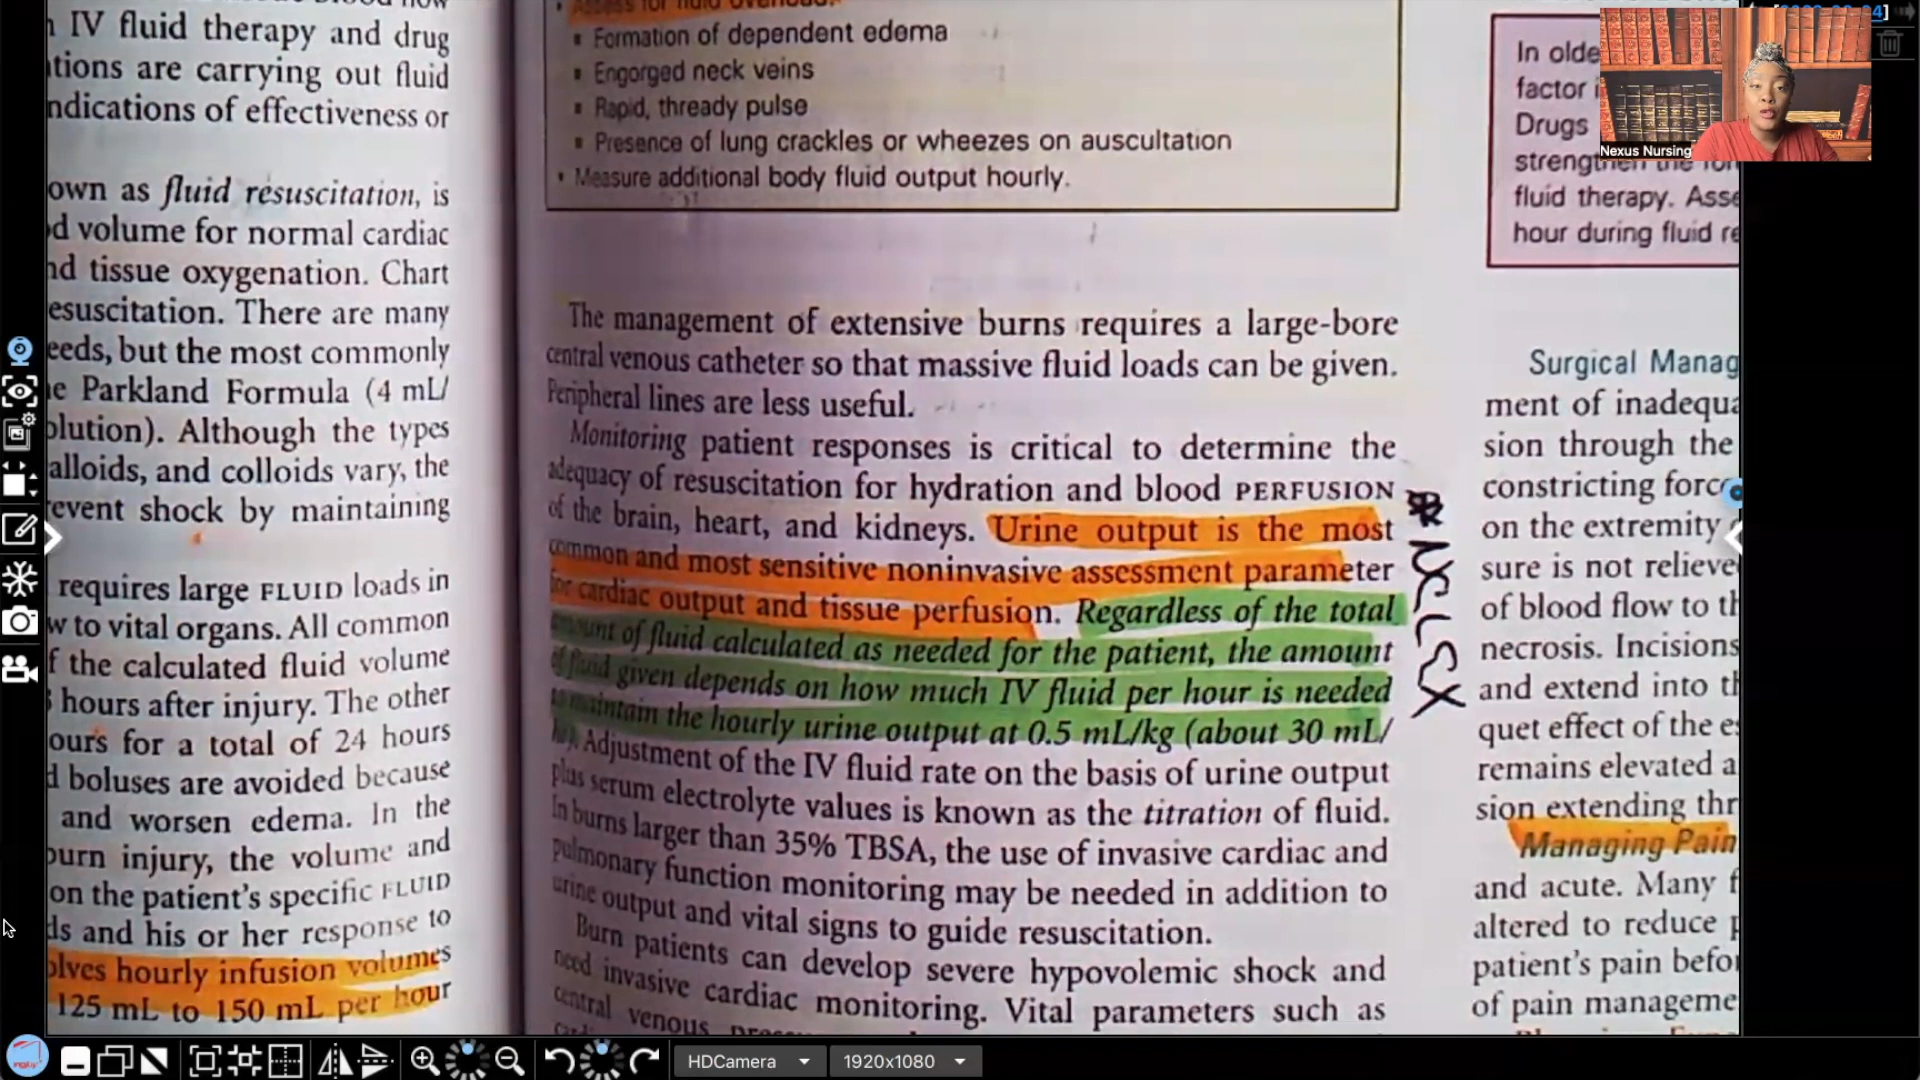 n IV fluid therapy and drug
ations are carrying out fluid
ndications of effectiveness or
own as fluid resuscitation, is
d volume for normal cardiac
nd tissue oxygenation. Chart
esuscitation. There are many
eeds, but the most commonly
e Parkland Formula (4 mL/
olution). Although the types
alloids, and colloids vary, the
revent shock by maintaining
requires large FLUID loads in
w to vital organs. All common
f the calculated fluid volume
hours after injury. The other
ours for a total of 24 hours
d boluses are avoided because
and worsen edema. In the
burn injury, the volume and
on the patient's specific FLUID
ds and his or her response to
olves hourly infusion volumes
125 mL to 150 mL per hour
• Assess for fluid overload:
▪ Formation of dependent edema
▪ Engorged neck veins
▪ Rapid, thready pulse
▪ Presence of lung crackles or wheezes on auscultation
• Measure additional body fluid output hourly.
The management of extensive burns requires a large-bore
central venous catheter so that massive fluid loads can be given.
Peripheral lines are less useful.
Monitoring patient responses is critical to determine the
adequacy of resuscitation for hydration and blood PERFUSION
of the brain, heart, and kidneys. Urine output is the most
common and most sensitive noninvasive assessment parameter
for cardiac output and tissue perfusion. Regardless of the total
amount of fluid calculated as needed for the patient, the amount
of fluid given depends on how much IV fluid per hour is needed
to maintain the hourly urine output at 0.5 mL/kg (about 30 mL/
hr). Adjustment of the IV fluid rate on the basis of urine output
plus serum electrolyte values is known as the titration of fluid.
In burns larger than 35% TBSA, the use of invasive cardiac and
pulmonary function monitoring may be needed in addition to
urine output and vital signs to guide resuscitation.
Burn patients can develop severe hypovolemic shock and
need invasive cardiac monitoring. Vital parameters such as
central venous
NCLEX
In olde
factor i
Drugs
strengthen the
fluid therapy. Asse
hour during fluid re
Surgical Manag
ment of inadequa
sion through the
constricting force
on the extremity
sure is not relieve
of blood flow to th
necrosis. Incisions
and extend into th
quet effect of the es
remains elevated a
sion extending thr
Managing Pain
and acute. Many f
altered to reduce p
patient's pain befo
of pain manageme
Nexus Nursing
HDCamera
1920x1080